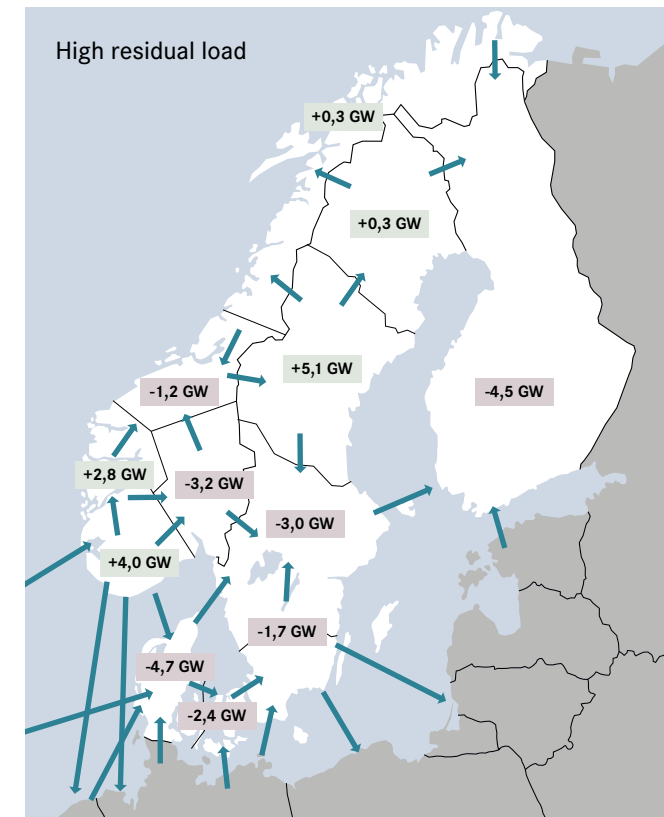 High residual load
+0,3 GW
+0,3 GW
+5,1 GW
-1,2 GW
-4,5 GW
+2,8 GW
-3,2 GW
-3,0 GW
+4,0 GW
-1,7 GW
-4,7 GW
-2,4 GW